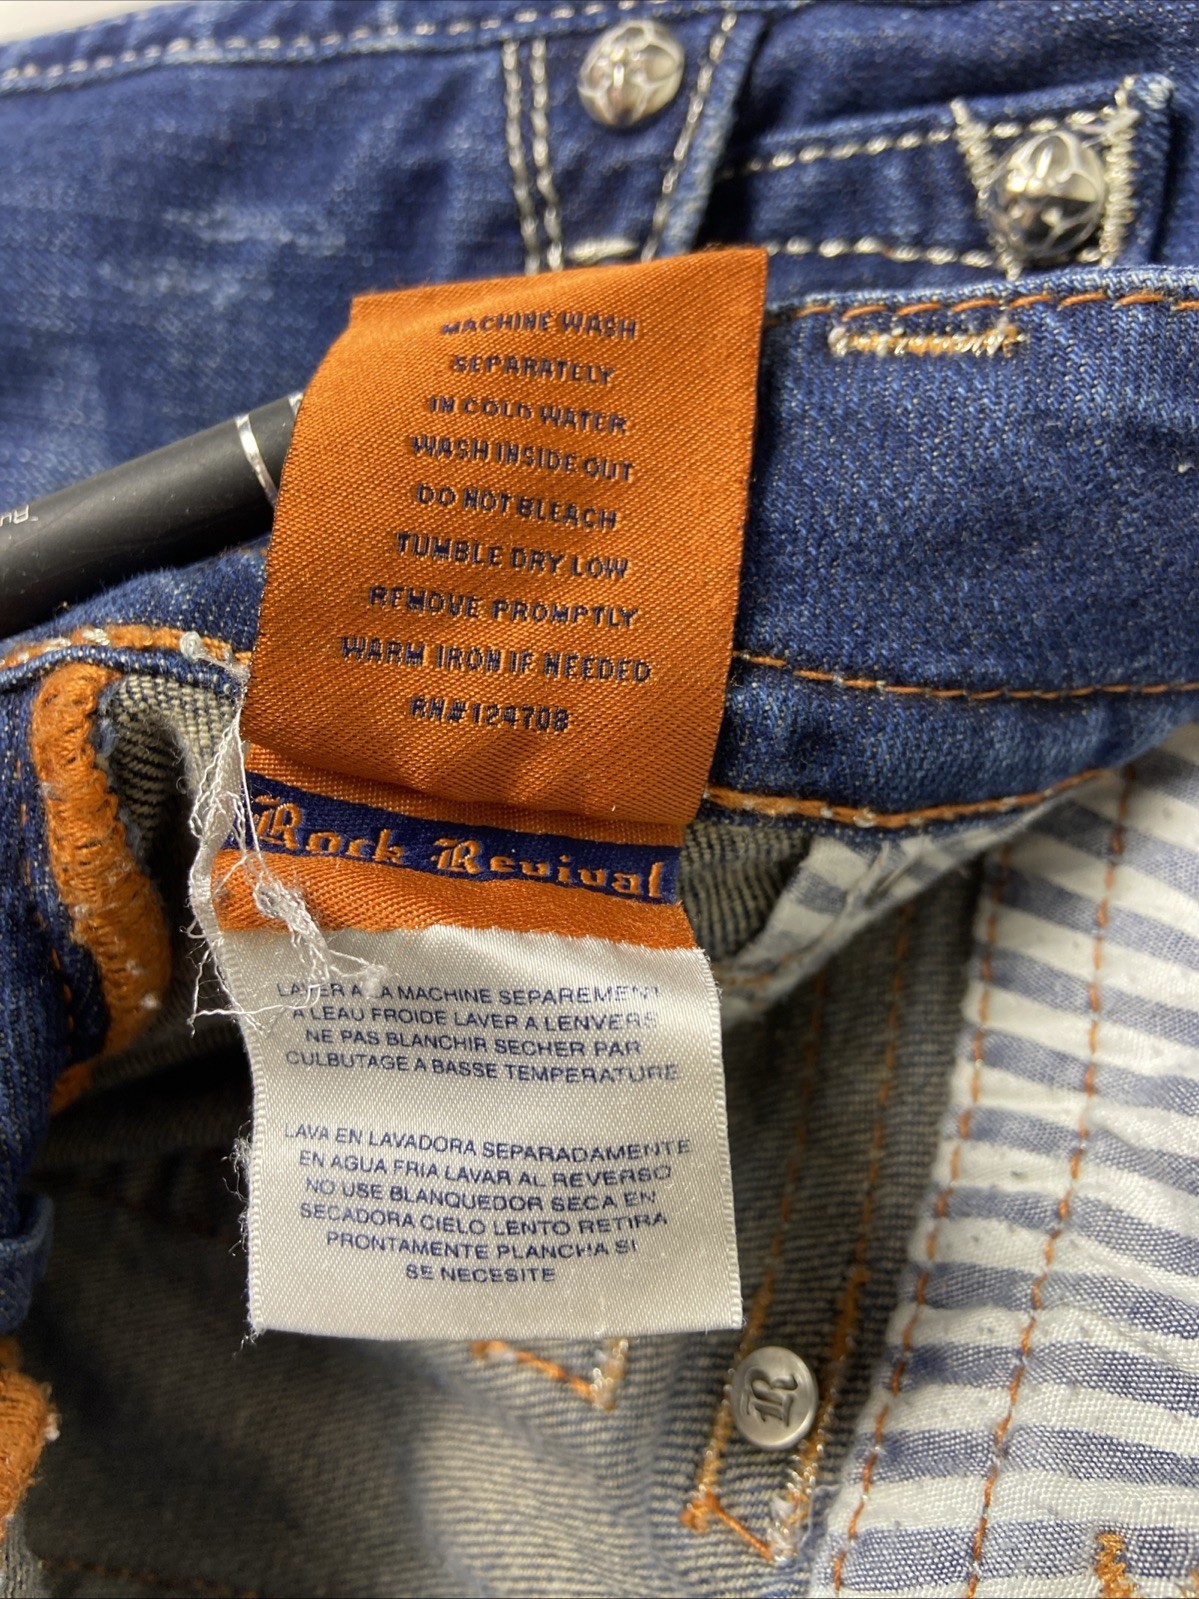 MACHINE WASH
SEPARATELY
IN COLD WATER
WASH INSIDE OUT
DO NOT BLEACH
TUMBLE DRY LOW
REMOVE PROMPTLY
WARM IRON IF NEEDED
RN#124708
Rock Revival
LAVER A LA MACHINE SEPAREMENT
A LEAU FROIDE LAVER A LENVERS
NE PAS BLANCHIR SECHER PAR
CULBUTAGE A BASSE TEMPERATURE
LAVA EN LAVADORA SEPARADAMENTE
EN AGUA FRIA LAVAR AL REVERSO
NO USE BLANQUEDOR SECA EN
SECADORA CIELO LENTO RETIRA
PRONTAMENTE PLANCHA SI
SE NECESITE
R